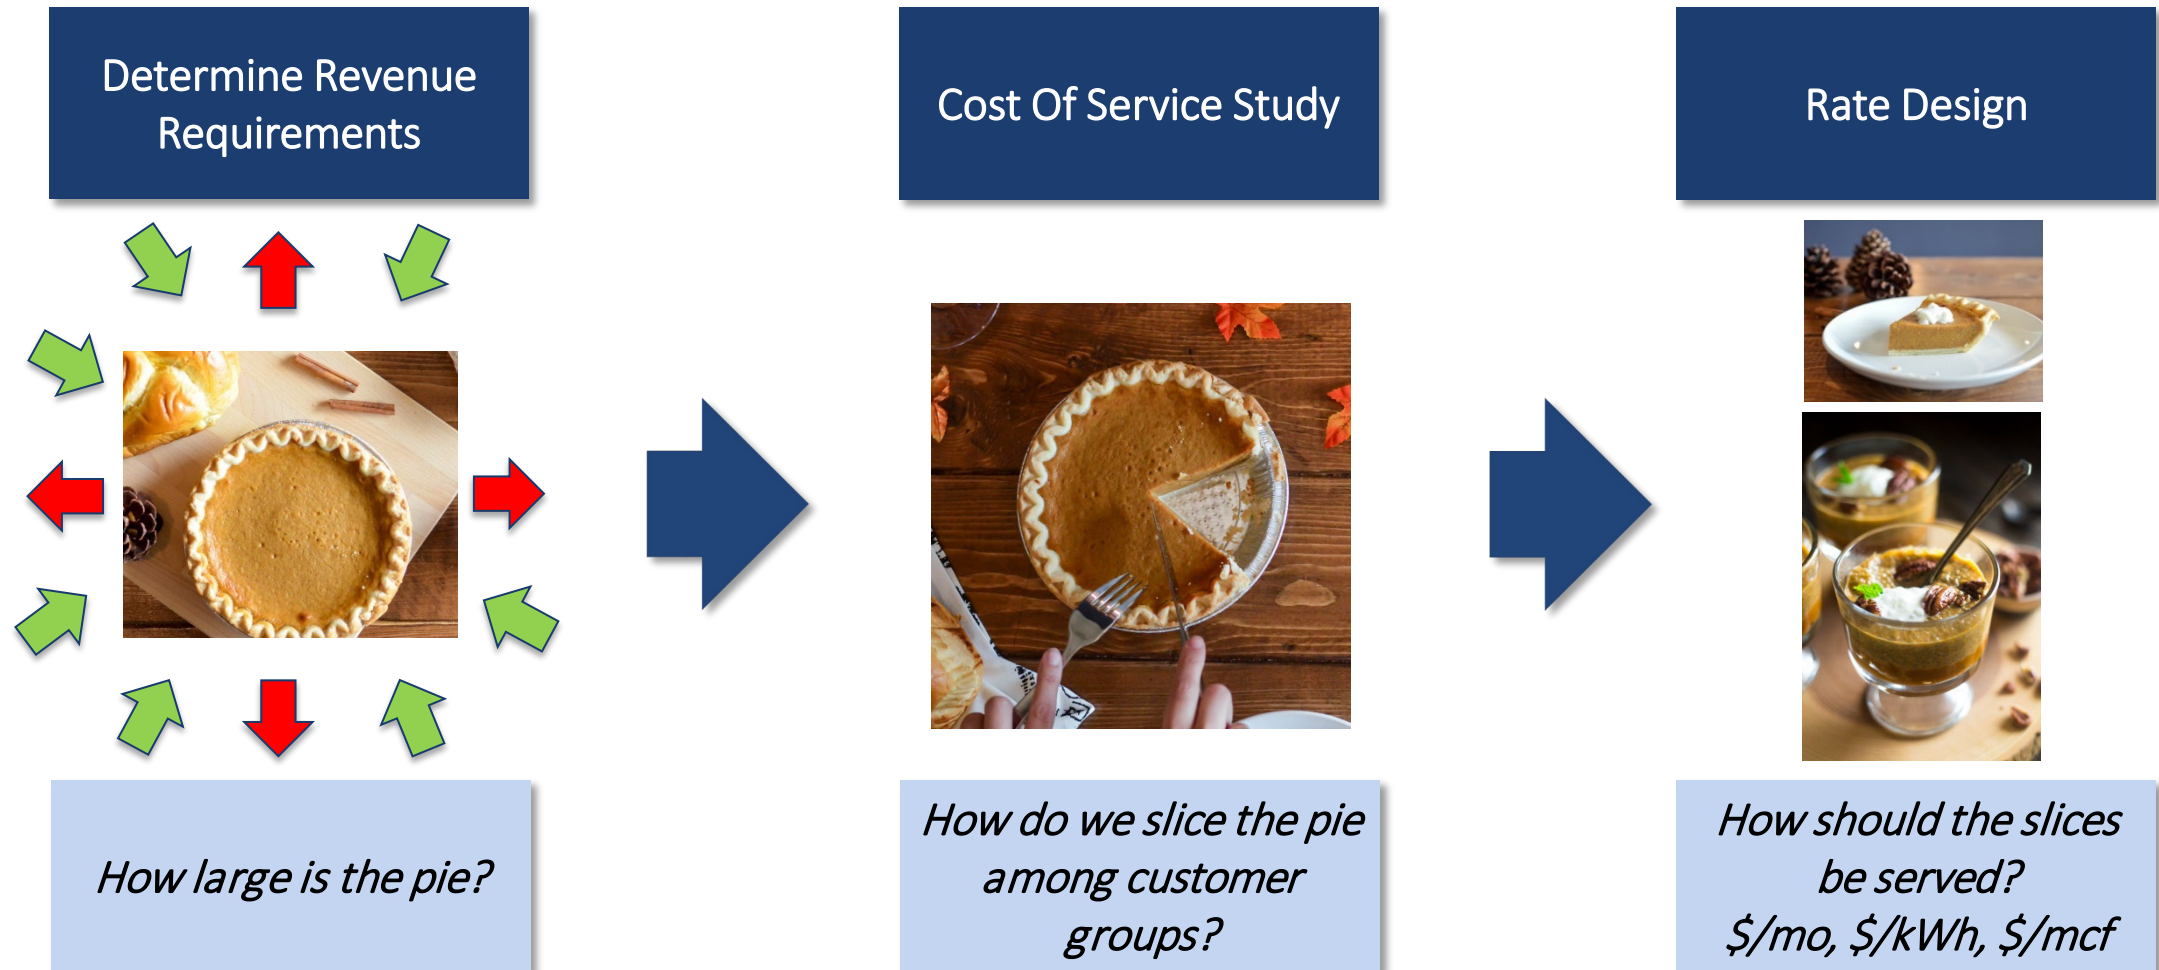 Determine Revenue
Requirements
Cost Of Service Study
Rate Design
How large is the pie?
How do we slice the pie
among customer
groups?
How should the slices
be served?
$/mo, $/kWh, $/mcf